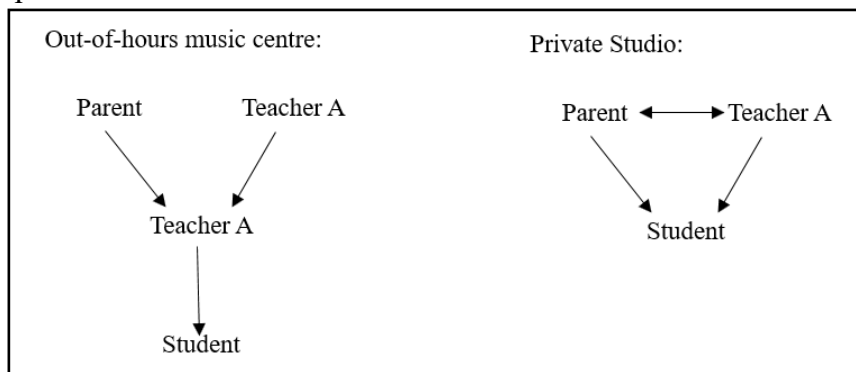 Out-of-hours music centre:
Private Studio:
Parent Teacher A
Parent Teacher A
Teacher A
Student
Student